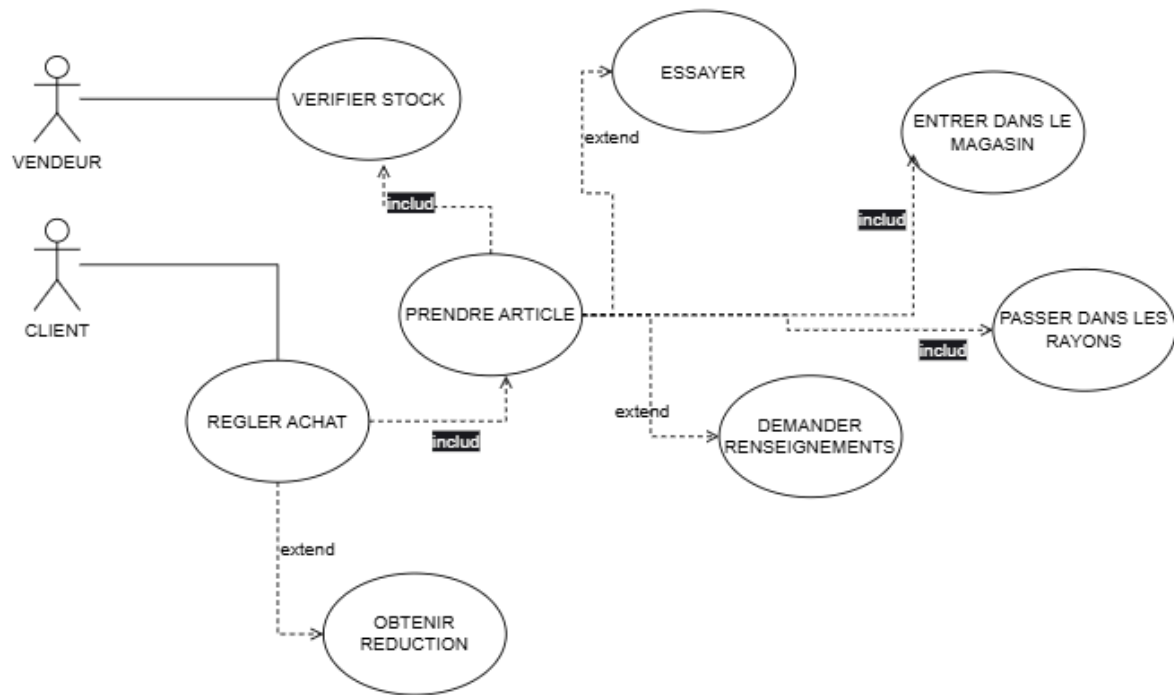 ESSAYER
VERIFIER STOCK
ENTRER DANS LE
MAGASIN
VENDEUR
extend
includ
includ
CLIENT
PRENDRE ARTICLE
PASSER DANS LES
RAYONS
includ
REGLER ACHAT
includ
extend
DEMANDER
RENSEIGNEMENTS
extend
OBTENIR
REDUCTION